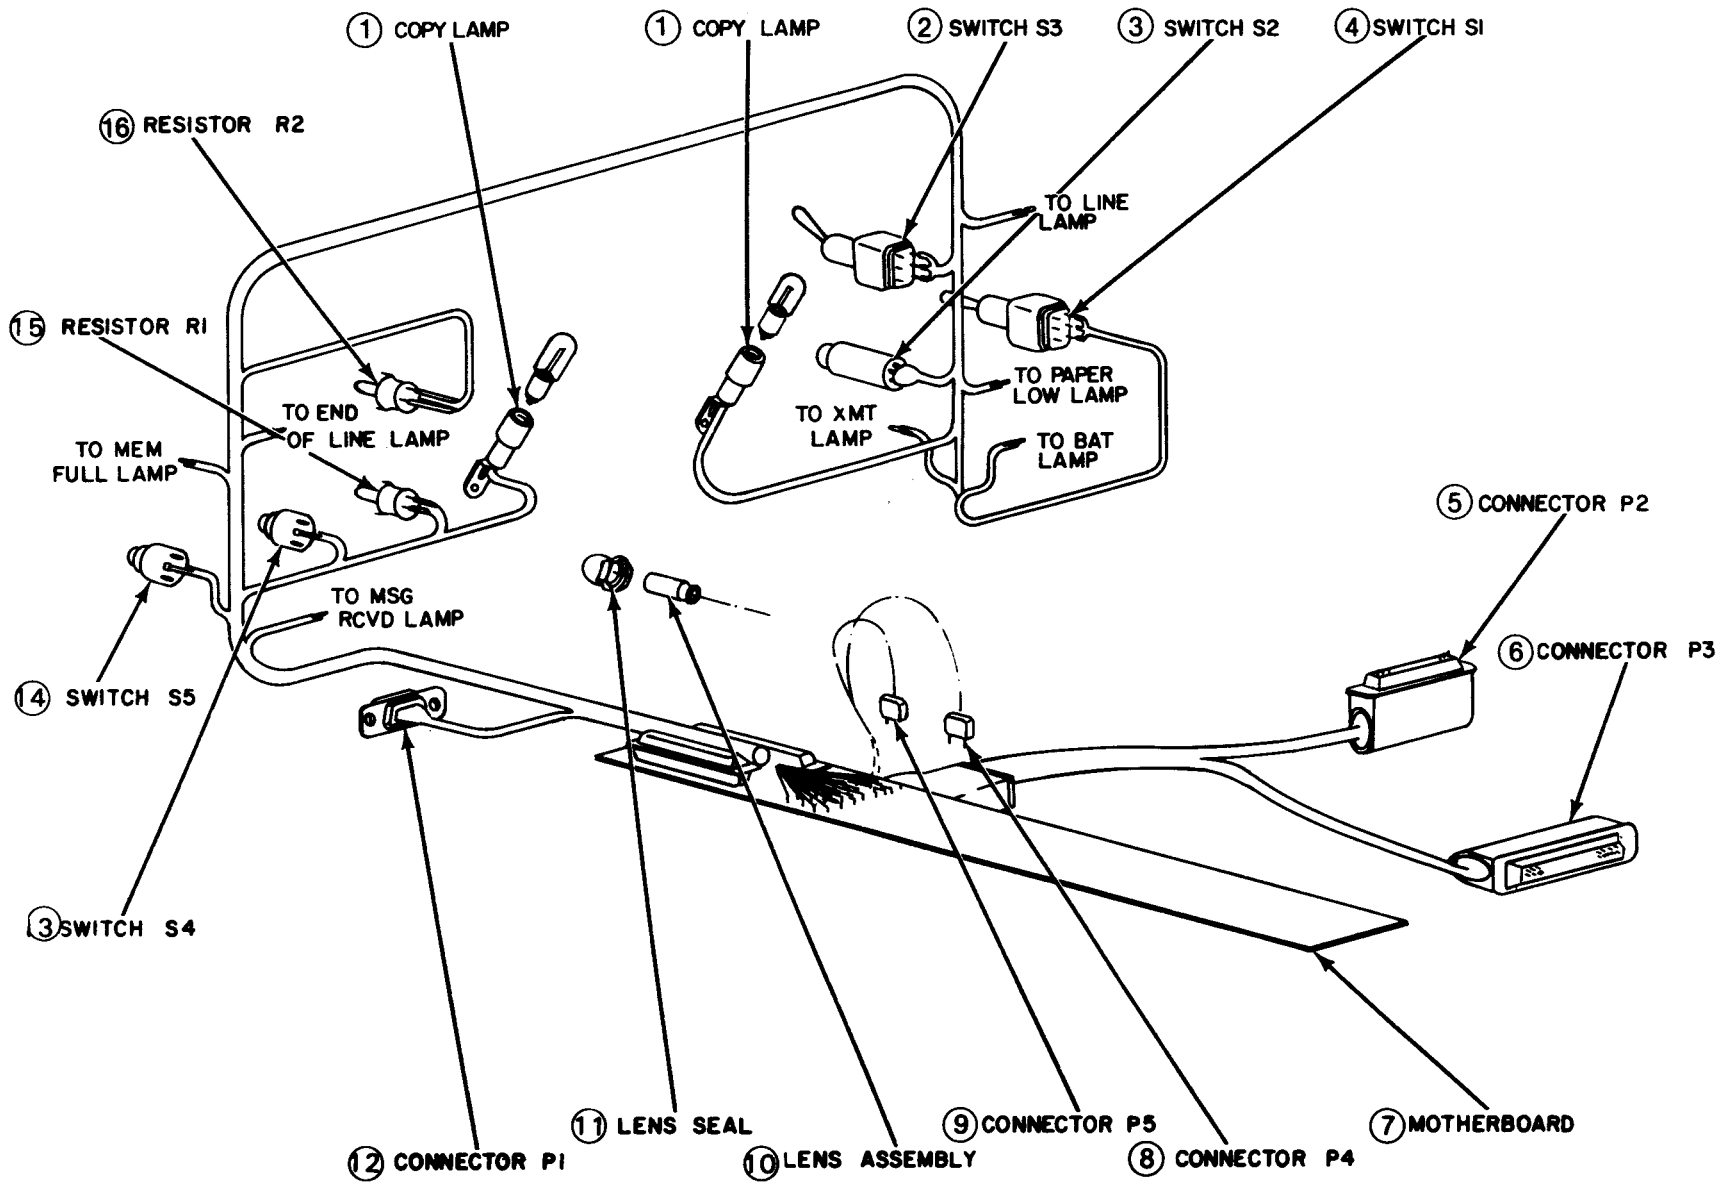 1 COPY LAMP
1 COPY LAMP
2 SWITCH S3
3 SWITCH S2
4 SWITCH S1
16 RESISTOR R2
TO LINE
LAMP
15 RESISTOR R1
TO PAPER
LOW LAMP
TO END
OF LINE LAMP
TO XMT
LAMP
TO BAT
LAMP
TO MEM
FULL LAMP
5 CONNECTOR P2
TO MSG
RCVD LAMP
6 CONNECTOR P3
14 SWITCH S5
3 SWITCH S4
11 LENS SEAL
9 CONNECTOR P5
7 MOTHERBOARD
12 CONNECTOR P1
10 LENS ASSEMBLY
8 CONNECTOR P4